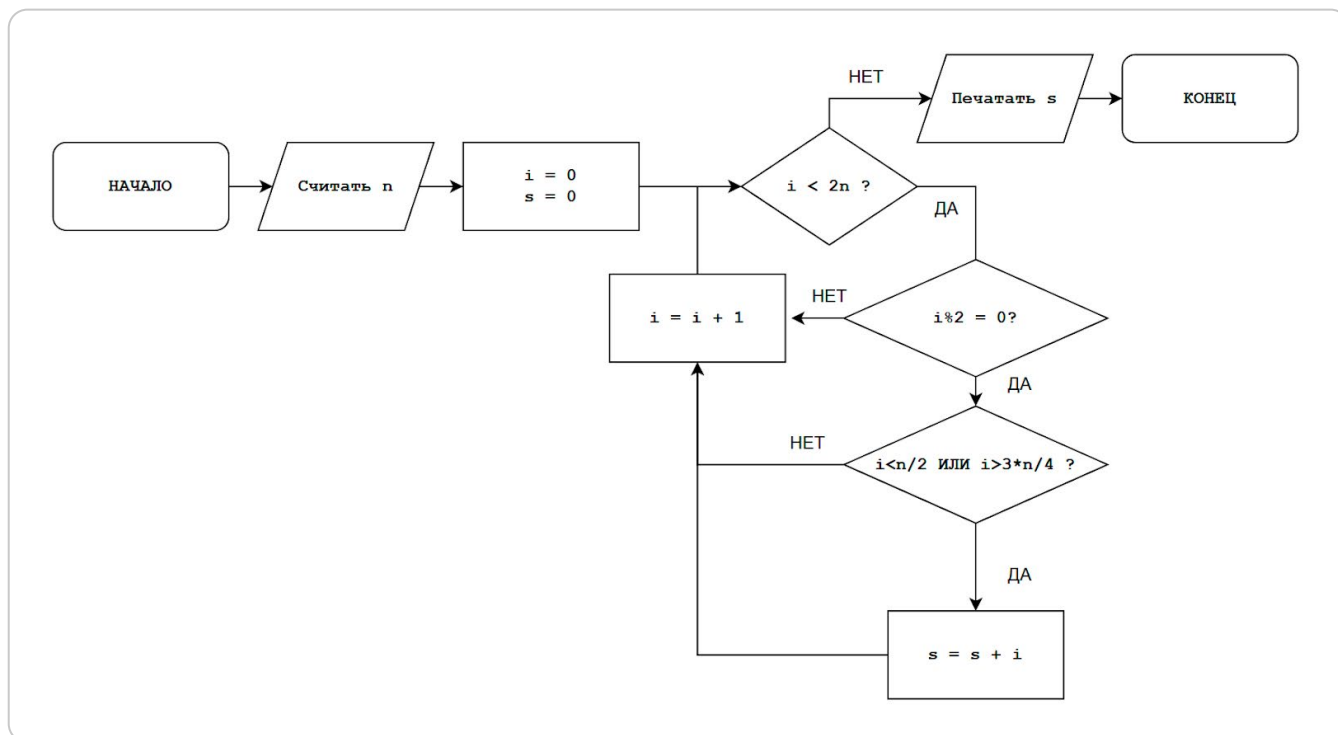 НАЧАЛО
Считать n
i = 0
s = 0
i < 2n ?
НЕТ
Печатать s
КОНЕЦ
ДА
i%2 = 0?
НЕТ
i = i + 1
ДА
i<n/2 ИЛИ i>3*n/4 ?
НЕТ
ДА
s = s + i